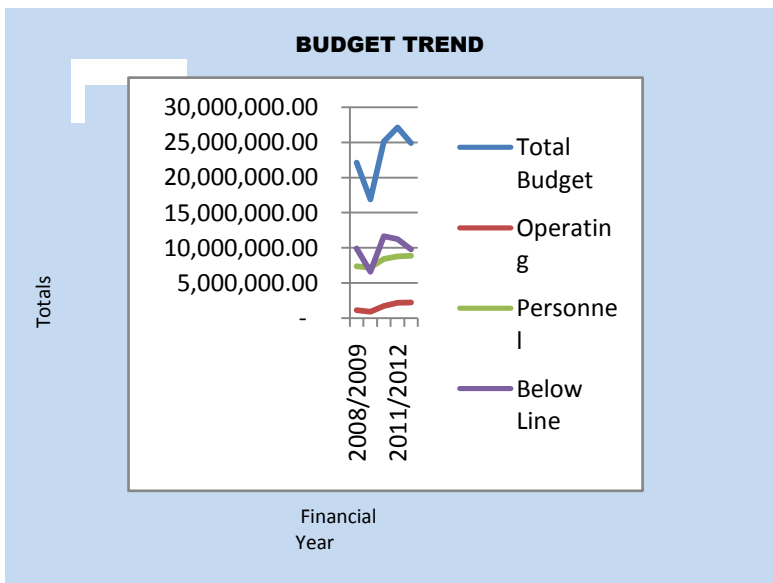 BUDGET TREND
30,000,000.00
25,000,000.00
20,000,000.00
15,000,000.00
10,000,000.00
5,000,000.00
-
Totals
2008/2009
2011/2012
Total
Budget
Operatin
g
Personne
l
Below
Line
Financial
Year